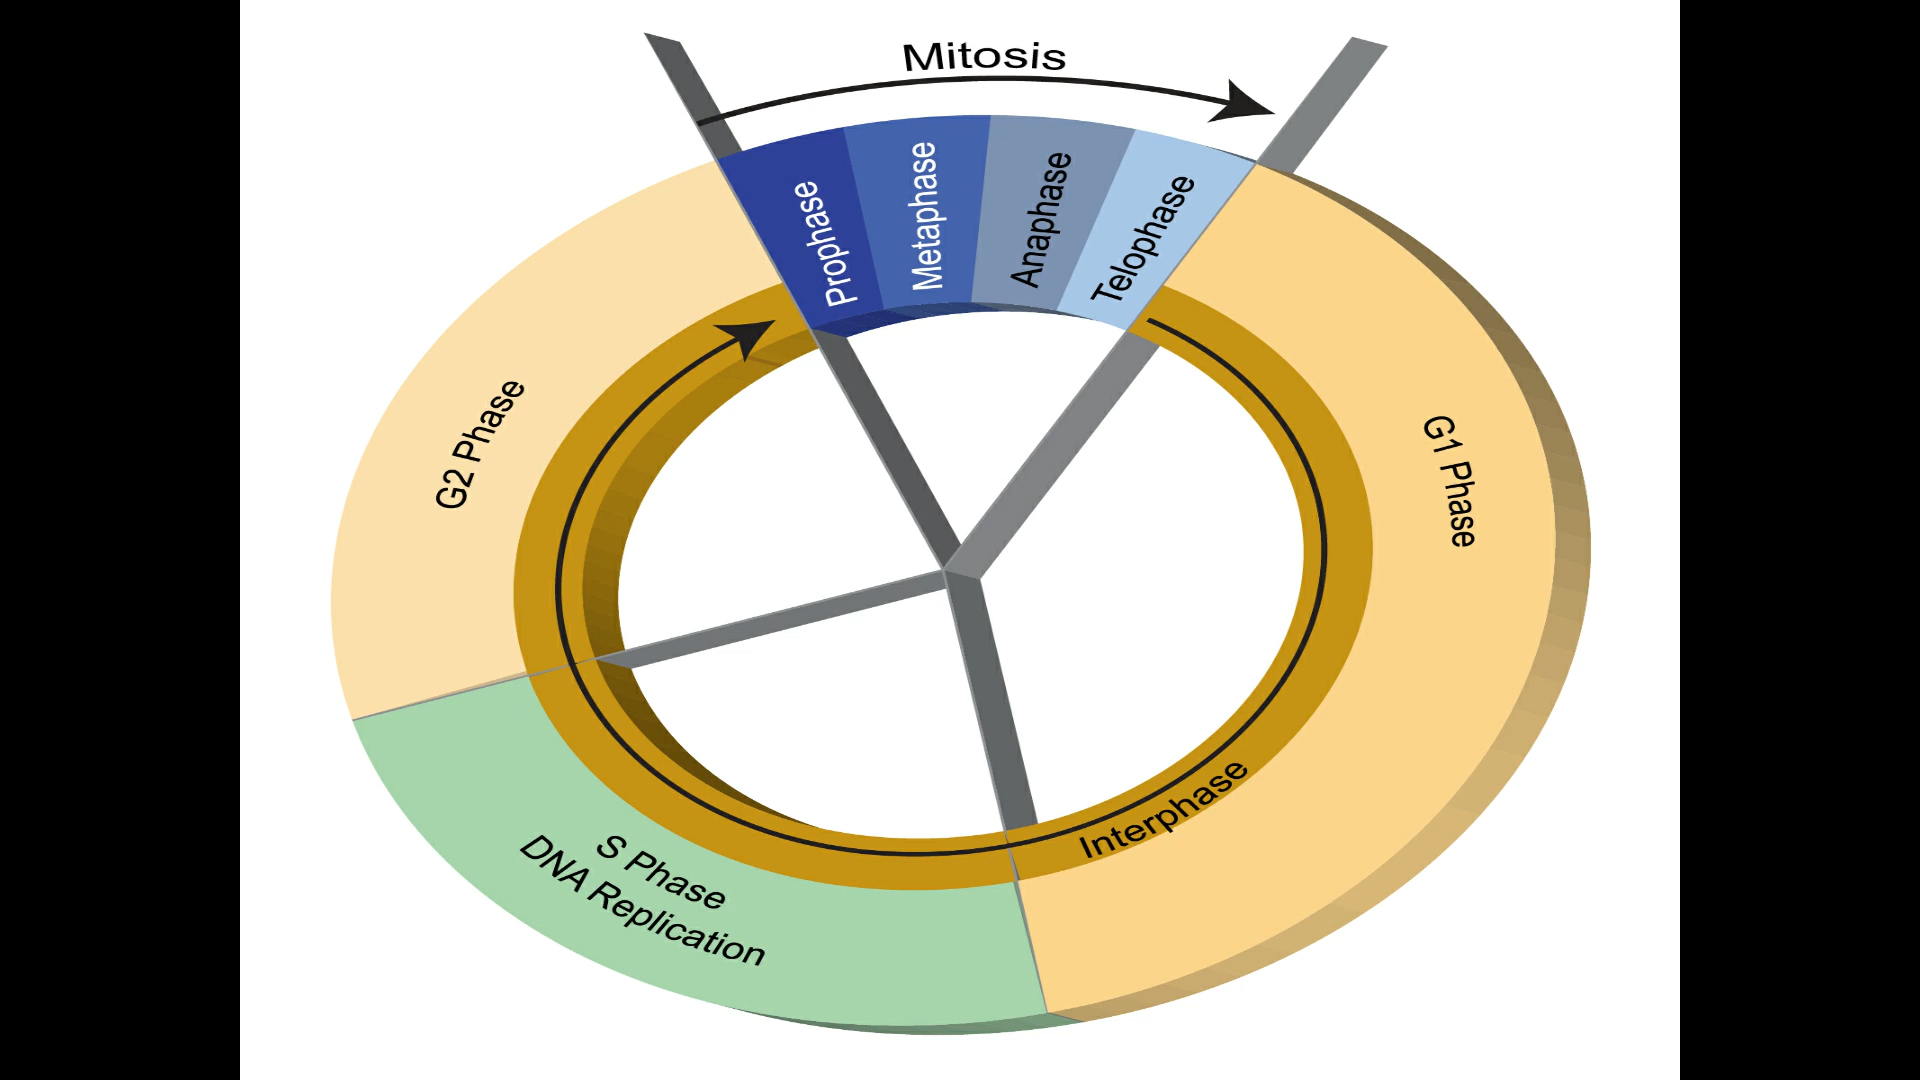 Mitosis
Prophase
Metaphase
Anaphase
Telophase
G1 Phase
Interphase
S Phase
DNA Replication
G2 Phase